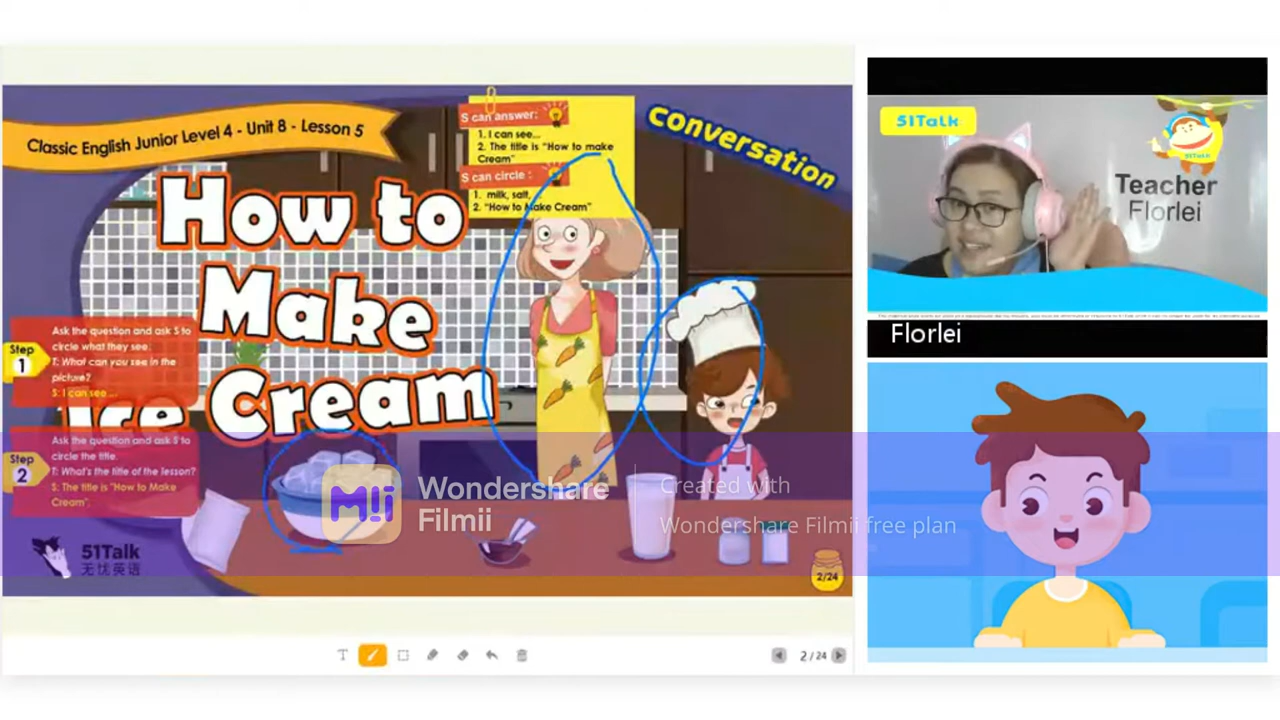 Classic English Junior Level 4 - Unit 8 - Lesson 5
S can answer:
1. I can see...
2. The title is "How to make
Cream"
S can circle :
1. milk, salt,
2. "How to Make Cream"
conversation
How to
Make
Ice Cream
Step
1
Ask the question and ask S to
circle what they see.
T: What can you see in the
picture?
S: I can see ...
Step
2
Ask the question and ask S to
circle the title.
T: What's the title of the lesson?
S: The title is "How to Make
Cream".
51Talk
无忧英语
2/24
T
2 / 24
51Talk
51Talk
Teacher
Florlei
Florlei
Wondershare
Filmii
Created with
Wondershare Filmii free plan